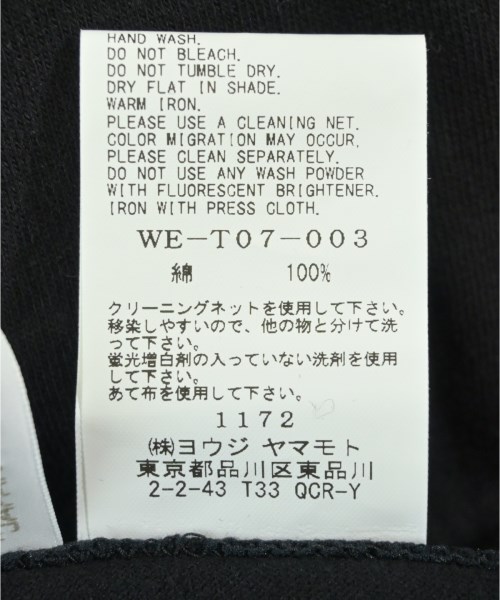 HAND WASH.
DO NOT BLEACH.
DO NOT TUMBLE DRY.
DRY FLAT IN SHADE.
WARM IRON.
PLEASE USE A CLEANING NET.
COLOR MIGRATION MAY OCCUR.
PLEASE CLEAN SEPARATELY.
DO NOT USE ANY WASH POWDER
WITH FLUORESCENT BRIGHTENER.
IRON WITH PRESS CLOTH.
WE-T07-003
綿 100%
クリーニングネットを使用して下さい。
移染しやすいので、他の物と分けて洗
って下さい。
蛍光増白剤の入っていない洗剤を使用
して下さい。
あて布を使用して下さい。
1172
㈱ヨウジ ヤマモト
東京都品川区東品川
2-2-43 T33 QCR-Y